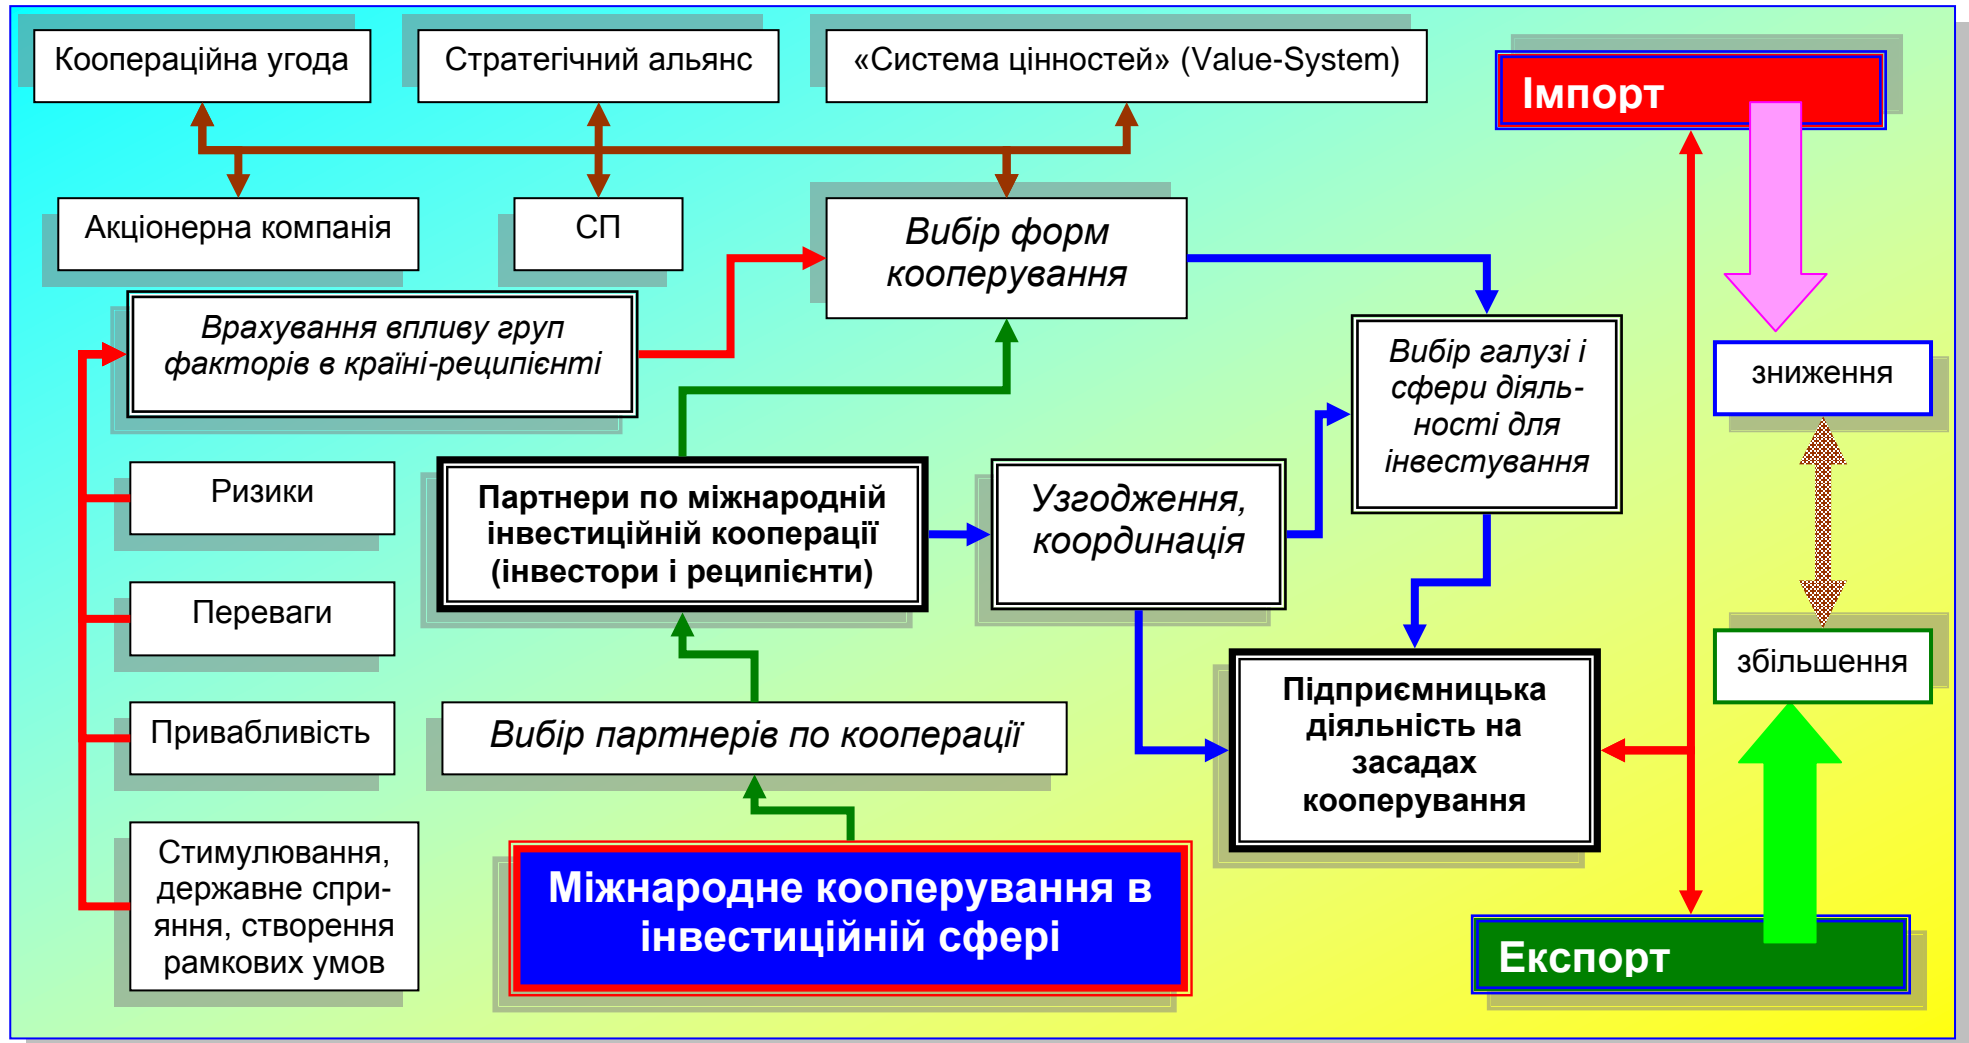 Коопераційна угода
Стратегічний альянс
«Система цінностей» (Value-System)
Імпорт
Акціонерна компанія
СП
Вибір форм
кооперування
Врахування впливу груп
факторів в країні-реципієнті
Вибір галузі і
сфери діяль-
ності для
інвестування
зниження
Ризики
Партнери по міжнародній
інвестиційній кооперації
(інвестори і реципієнти)
Узгодження,
координація
Переваги
збільшення
Привабливість
Вибір партнерів по кооперації
Підприємницька
діяльність на
засадах
кооперування
Стимулювання,
державне спри-
яння, створення
рамкових умов
Міжнародне кооперування в
інвестиційній сфері
Експорт